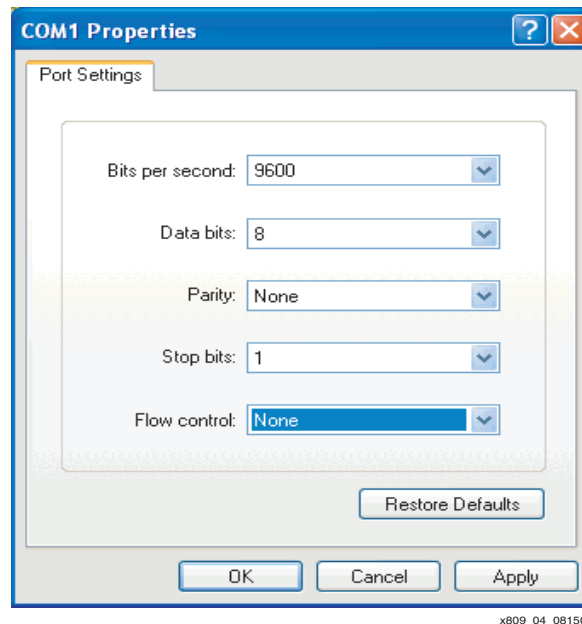 COM1 Properties
Port Settings
Bits per second: 9600
Data bits: 8
Parity: None
Stop bits: 1
Flow control: None
Restore Defaults
OK Cancel Apply